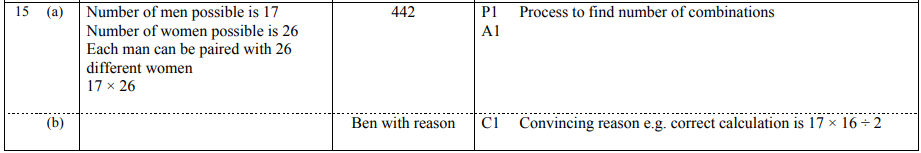 15 (a) Number of men possible is 17 442 P1 Process to find number of combinations
Number of women possible is 26 A1
Each man can be paired with 26
different women
17 × 26
(b) Ben with reason C1 Convincing reason e.g. correct calculation is 17 × 16 ÷ 2